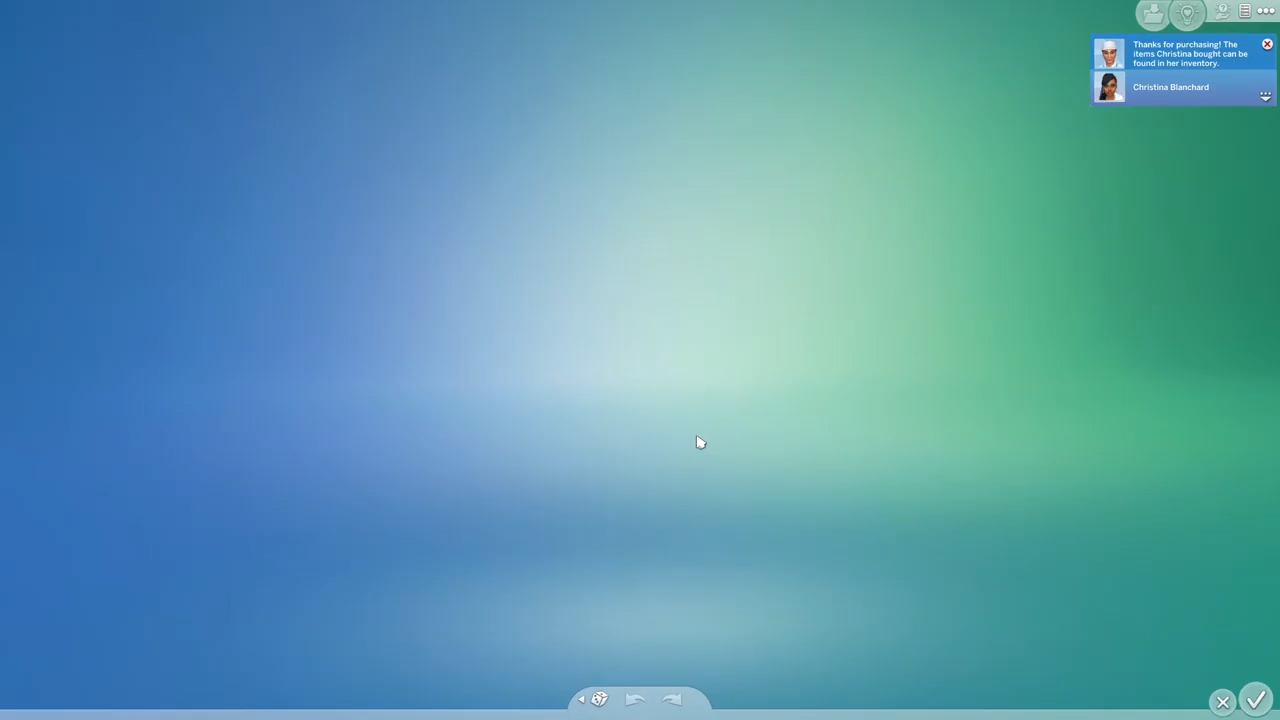 Thanks for purchasing! The
items Christina bought can be
found in her inventory.
Christina Blanchard